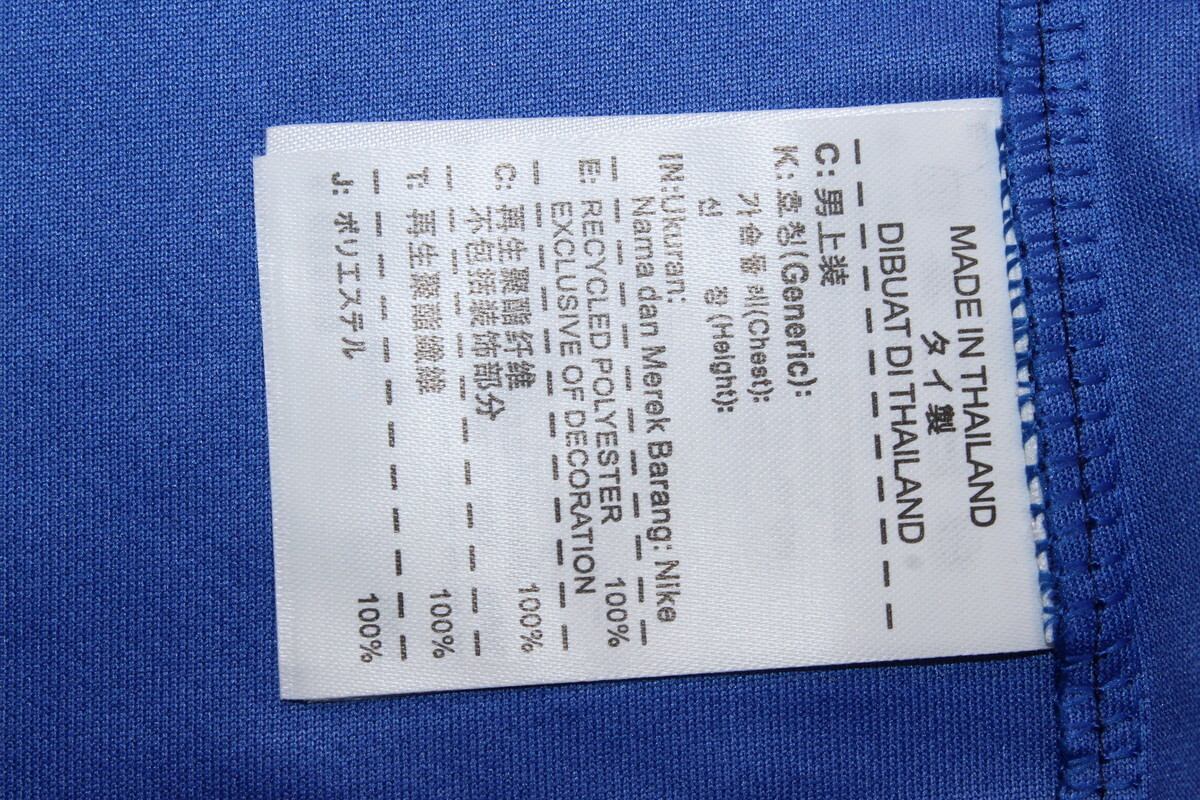 MADE IN THAILAND
タイ製
DIBUAT DI THAILAND
C: 男上装
K: 호칭(Generic):
가슴둘레(Chest):
신 장(Height):
IN:Ukuran:
Nama dan Merek Barang: Nike
E: RECYCLED POLYESTER 100%
EXCLUSIVE OF DECORATION
C: 再生聚酯纤维 100%
不包括装饰部分
T: 再生聚酯纖維 100%
J: ポリエステル 100%